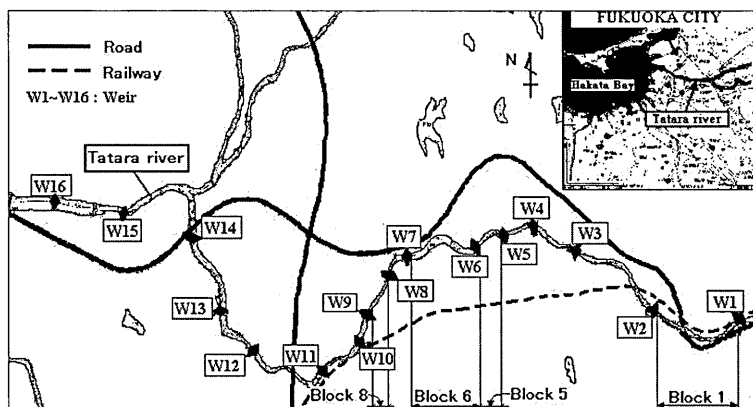 FUKUOKA CITY
Road
Railway
W1~W16 : Weir
N
Hakata Bay
Tatara river
Tatara river
W16
W15
W14
W13
W12
W11
W10
W9
W8
W7
W6
W5
W4
W3
W2
W1
Block 8
Block 6
Block 5
Block 1